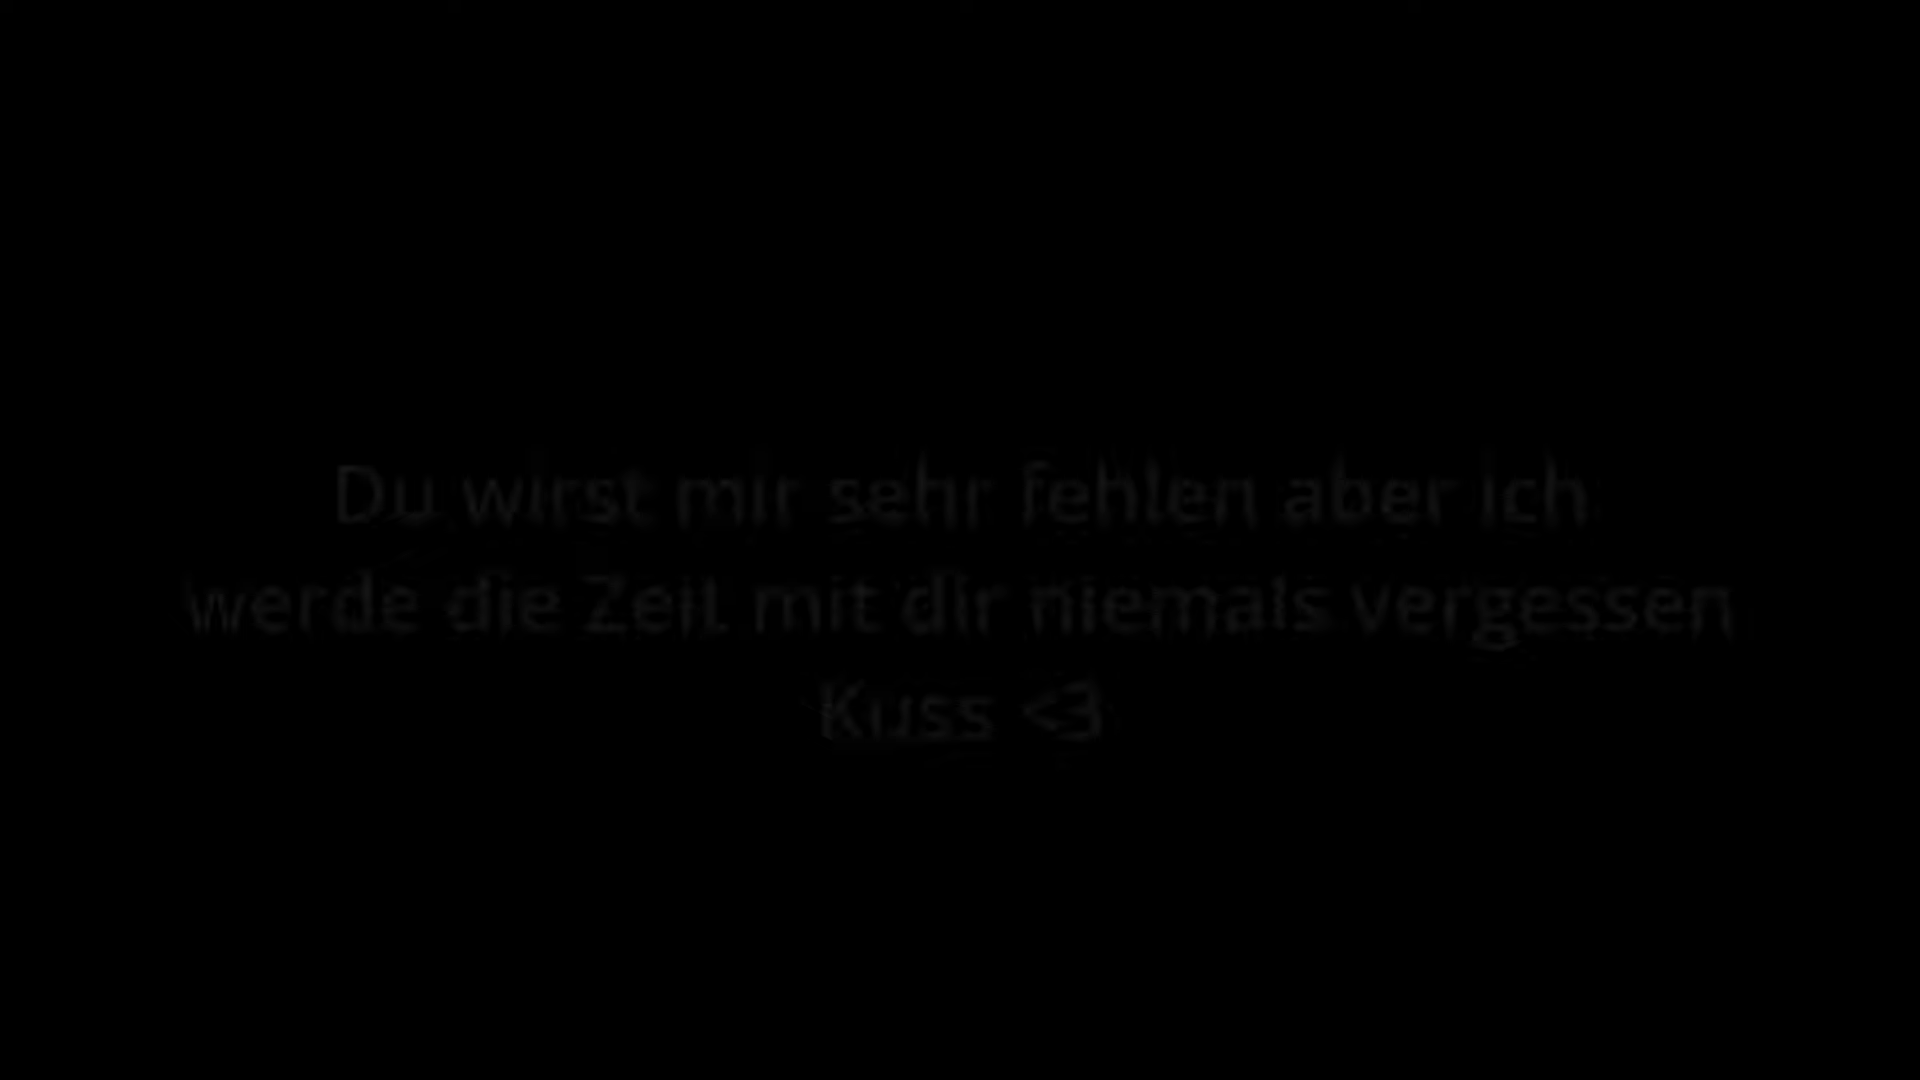 Du wirst mir sehr fehlen aber ich
werde die Zeit mit dir niemals vergessen
Kuss <3